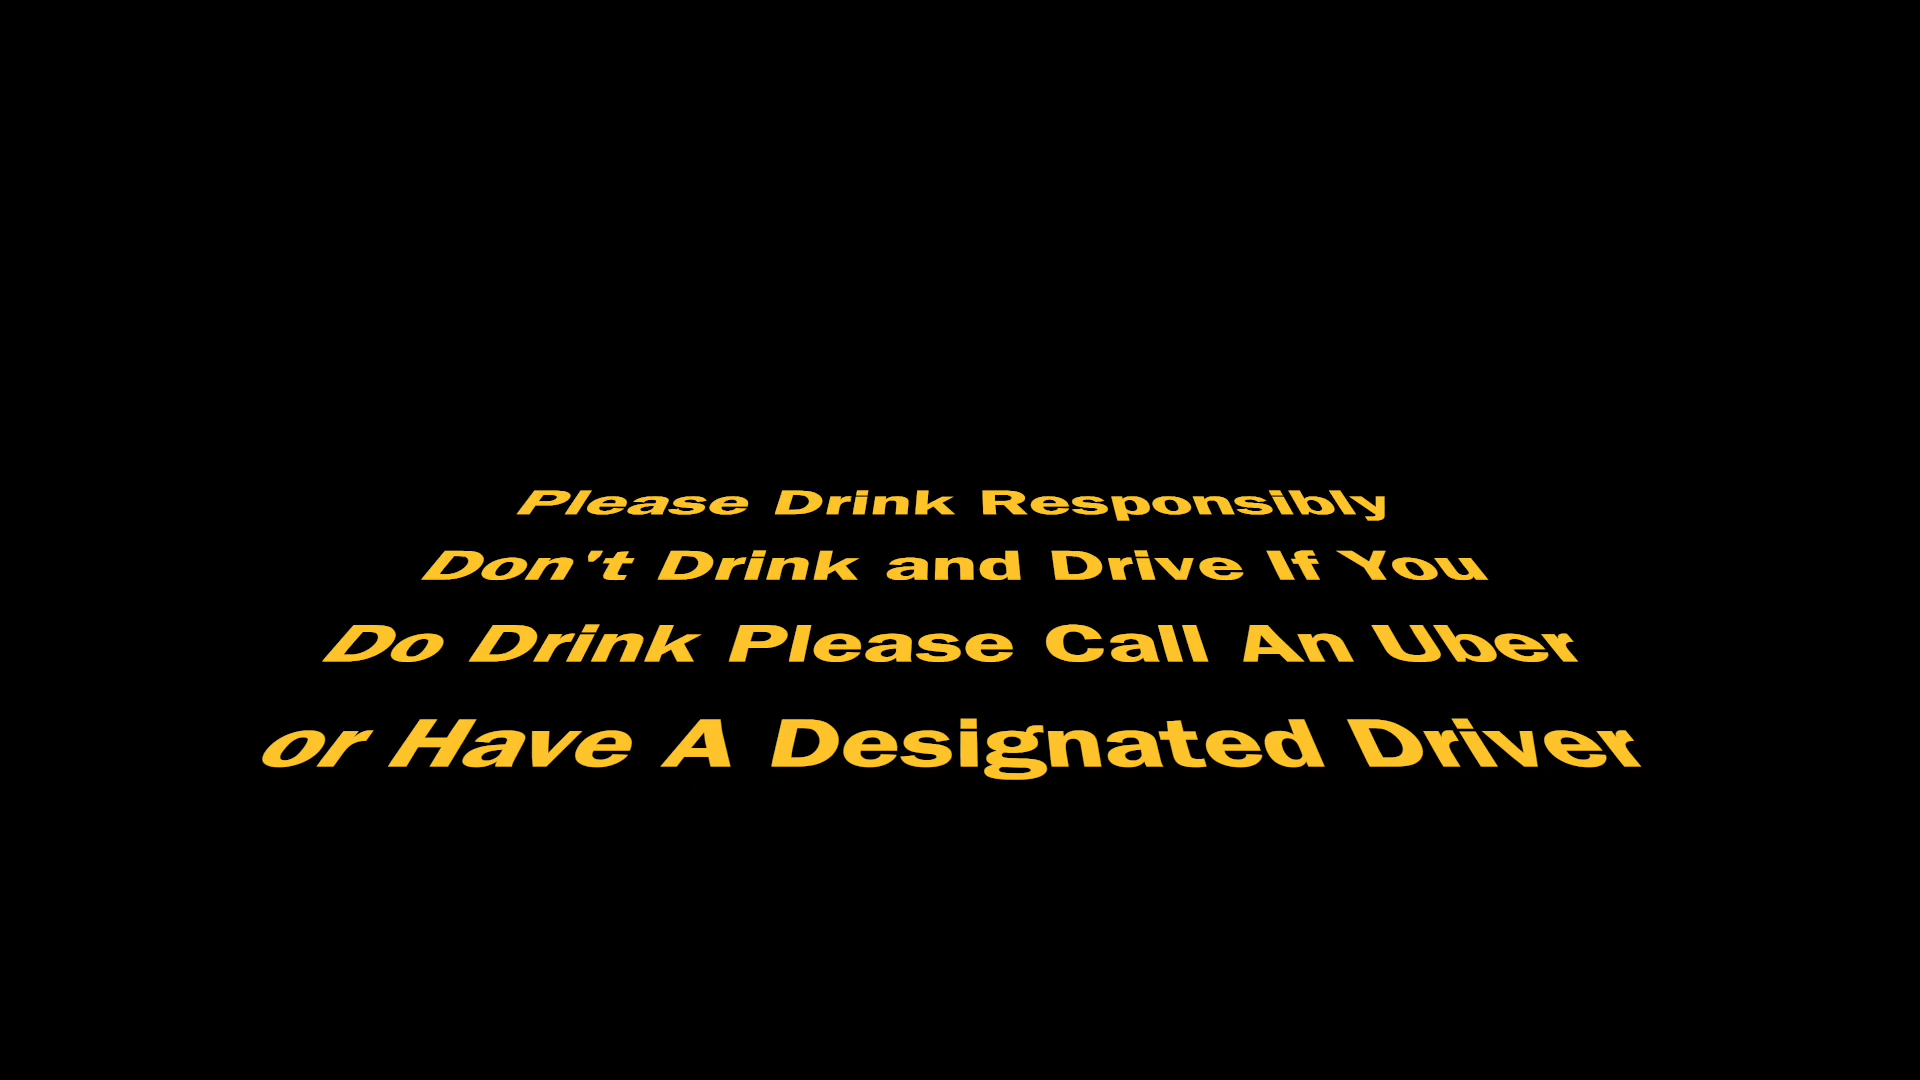 Please Drink Responsibly
Don't Drink and Drive If You
Do Drink Please Call An Uber
or Have A Designated Driver